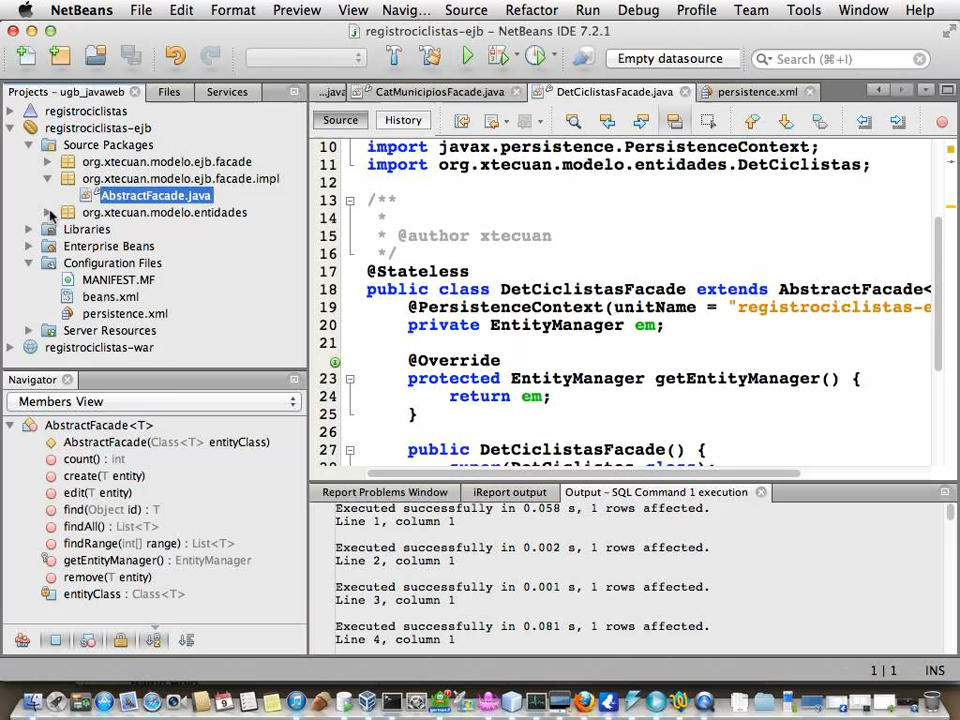 NetBeans File Edit Format Preview View Navig... Source Refactor Run Debug Profile Team Tools Window Help
registrociclistas-ejb - NetBeans IDE 7.2.1
Empty datasource
Search (⌘+I)
Projects - ugb_javaweb
Files
Services
...java
CatMunicipiosFacade.java
DetCiclistasFacade.java
persistence.xml
Source
History
registrociclistas
registrociclistas-ejb
Source Packages
org.xtecuan.modelo.ejb.facade
org.xtecuan.modelo.ejb.facade.impl
AbstractFacade.java
org.xtecuan.modelo.entidades
Libraries
Enterprise Beans
Configuration Files
MANIFEST.MF
beans.xml
persistence.xml
Server Resources
registrociclistas-war
10 import javax.persistence.PersistenceContext;
11 import org.xtecuan.modelo.entidades.DetCiclistas;
12
13 /**
14 *
15 * @author xtecuan
16 */
17 @Stateless
18 public class DetCiclistasFacade extends AbstractFacade<
19 @PersistenceContext(unitName = "registrociclistas-e
20 private EntityManager em;
21
22 @Override
23 protected EntityManager getEntityManager() {
24 return em;
25 }
26
27 public DetCiclistasFacade() {
super(DetCiclistas.class);
Navigator
Members View
AbstractFacade<T>
AbstractFacade(Class<T> entityClass)
count() : int
create(T entity)
edit(T entity)
find(Object id) : T
findAll() : List<T>
findRange(int[] range) : List<T>
getEntityManager() : EntityManager
remove(T entity)
entityClass : Class<T>
Report Problems Window
iReport output
Output - SQL Command 1 execution
Executed successfully in 0.058 s, 1 rows affected.
Line 1, column 1
Executed successfully in 0.002 s, 1 rows affected.
Line 2, column 1
Executed successfully in 0.001 s, 1 rows affected.
Line 3, column 1
Executed successfully in 0.081 s, 1 rows affected.
Line 4, column 1
1 | 1 INS